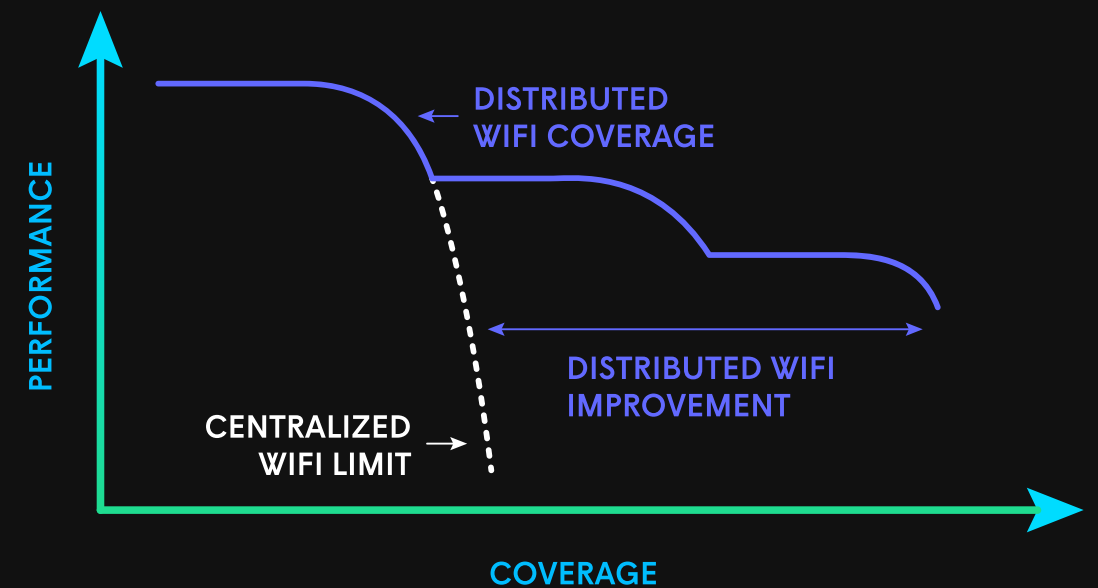 DISTRIBUTED
WIFI COVERAGE
PERFORMANCE
DISTRIBUTED WIFI
IMPROVEMENT
CENTRALIZED
WIFI LIMIT
COVERAGE